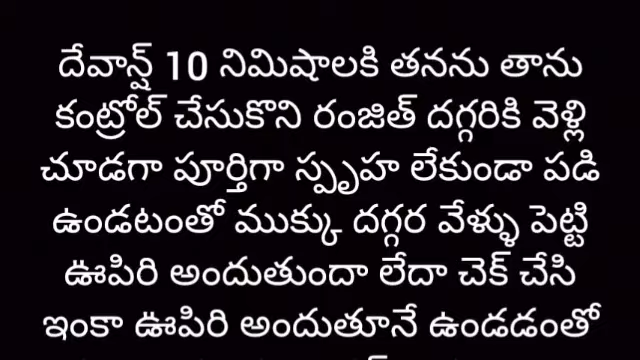 దేవాన్ష్ 10 నిమిషాలకి తనను తాను
కంట్రోల్ చేసుకొని రంజిత్ దగ్గరికి వెళ్లి
చూడగా పూర్తిగా స్పృహ లేకుండా పడి
ఉండటంతో ముక్కు దగ్గర వేళ్ళు పెట్టి
ఊపిరి అందుతుందా లేదా చెక్ చేసి
ఇంకా ఊపిరి అందుతూనే ఉండడంతో